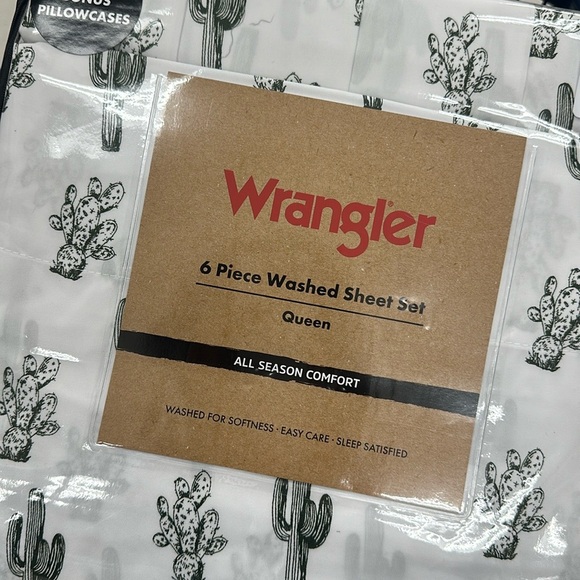 PILLOWCASES
Wrangler
6 Piece Washed Sheet Set
Queen
ALL SEASON COMFORT
WASHED FOR SOFTNESS · EASY CARE · SLEEP SATISFIED